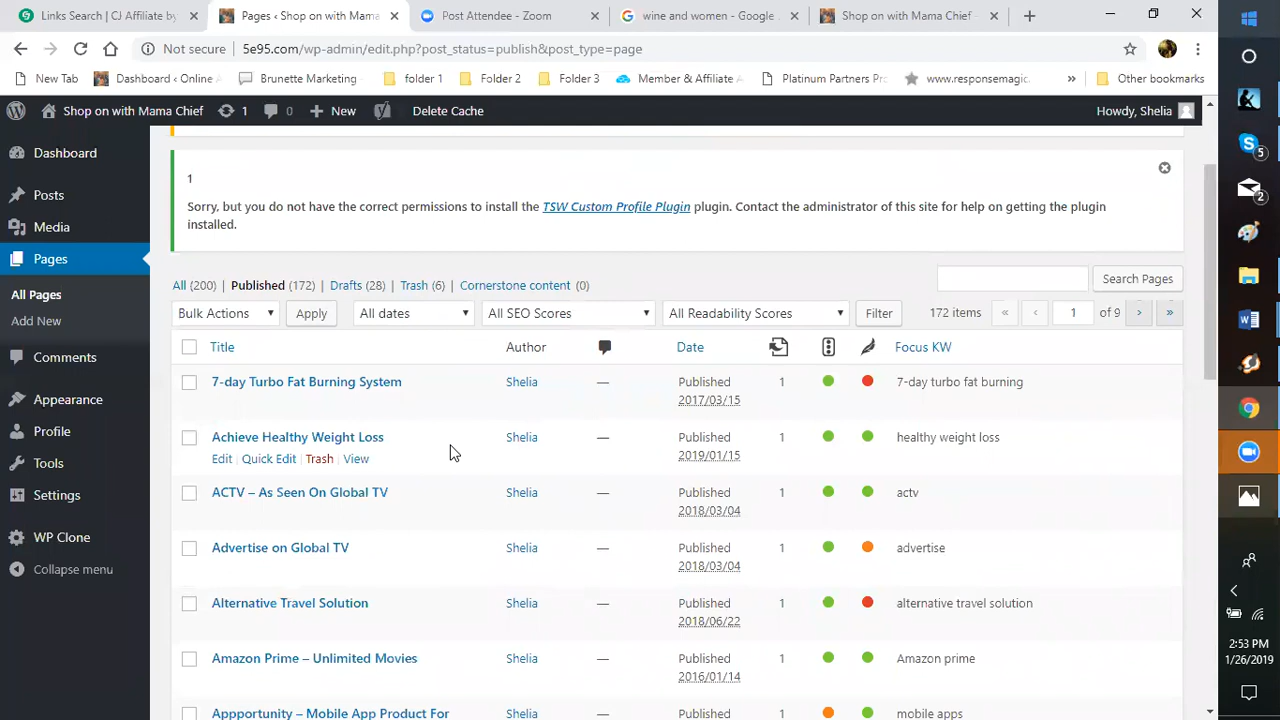 Links Search | CJ Affiliate by
Pages ‹ Shop on with Mama
Post Attendee - Zoom
wine and women - Google
Shop on with Mama Chief
Not secure | 5e95.com/wp-admin/edit.php?post_status=publish&post_type=page
New Tab
Dashboard ‹ Online
Brunette Marketing
folder 1
Folder 2
Folder 3
Member & Affiliate
Platinum Partners
www.responsemagic.
»
Other bookmarks
Shop on with Mama Chief
1
0
New
Delete Cache
Howdy, Shelia
Dashboard
Posts
Media
Pages
All Pages
Add New
Comments
Appearance
Profile
Tools
Settings
WP Clone
Collapse menu
1
Sorry, but you do not have the correct permissions to install the TSW Custom Profile Plugin plugin. Contact the administrator of this site for help on getting the plugin
installed.
All (200) | Published (172) | Drafts (28) | Trash (6) | Cornerstone content (0)
Search Pages
Bulk Actions
Apply
All dates
All SEO Scores
All Readability Scores
Filter
172 items « ‹ 1 of 9 › »
Title Author Date Focus KW
7-day Turbo Fat Burning System Shelia — Published 1 7-day turbo fat burning
2017/03/15
Achieve Healthy Weight Loss Shelia — Published 1 healthy weight loss
Edit | Quick Edit | Trash | View 2019/01/15
ACTV – As Seen On Global TV Shelia — Published 1 actv
2018/03/04
Advertise on Global TV Shelia — Published 1 advertise
2018/03/04
Alternative Travel Solution Shelia — Published 1 alternative travel solution
2018/06/22
Amazon Prime – Unlimited Movies Shelia — Published 1 Amazon prime
2016/01/14
Appportunity – Mobile App Product For Shelia — Published 1 mobile apps
5
2
2:53 PM
1/26/2019